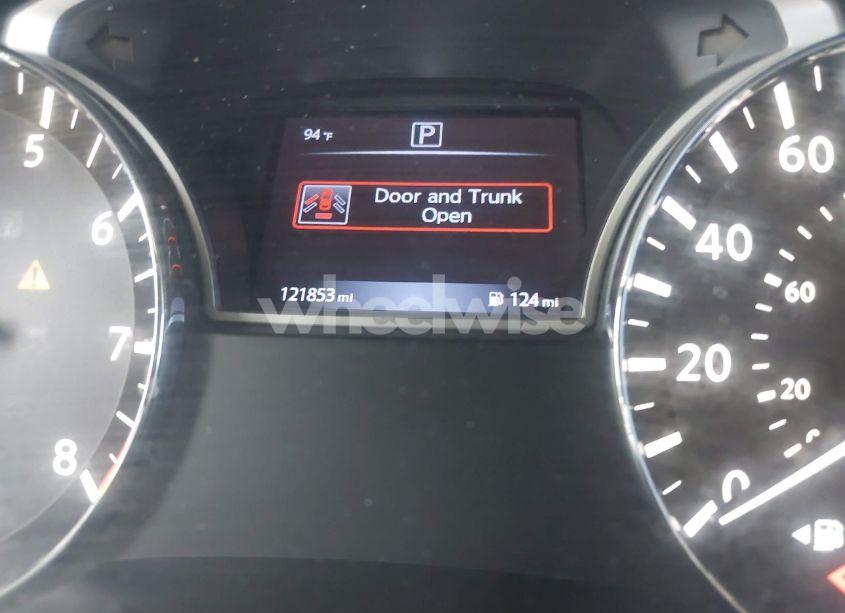 94 °F
P
Door and Trunk
Open
121853 mi
124 mi
wheelwise
5
6
7
8
60
40
20
0
60
20